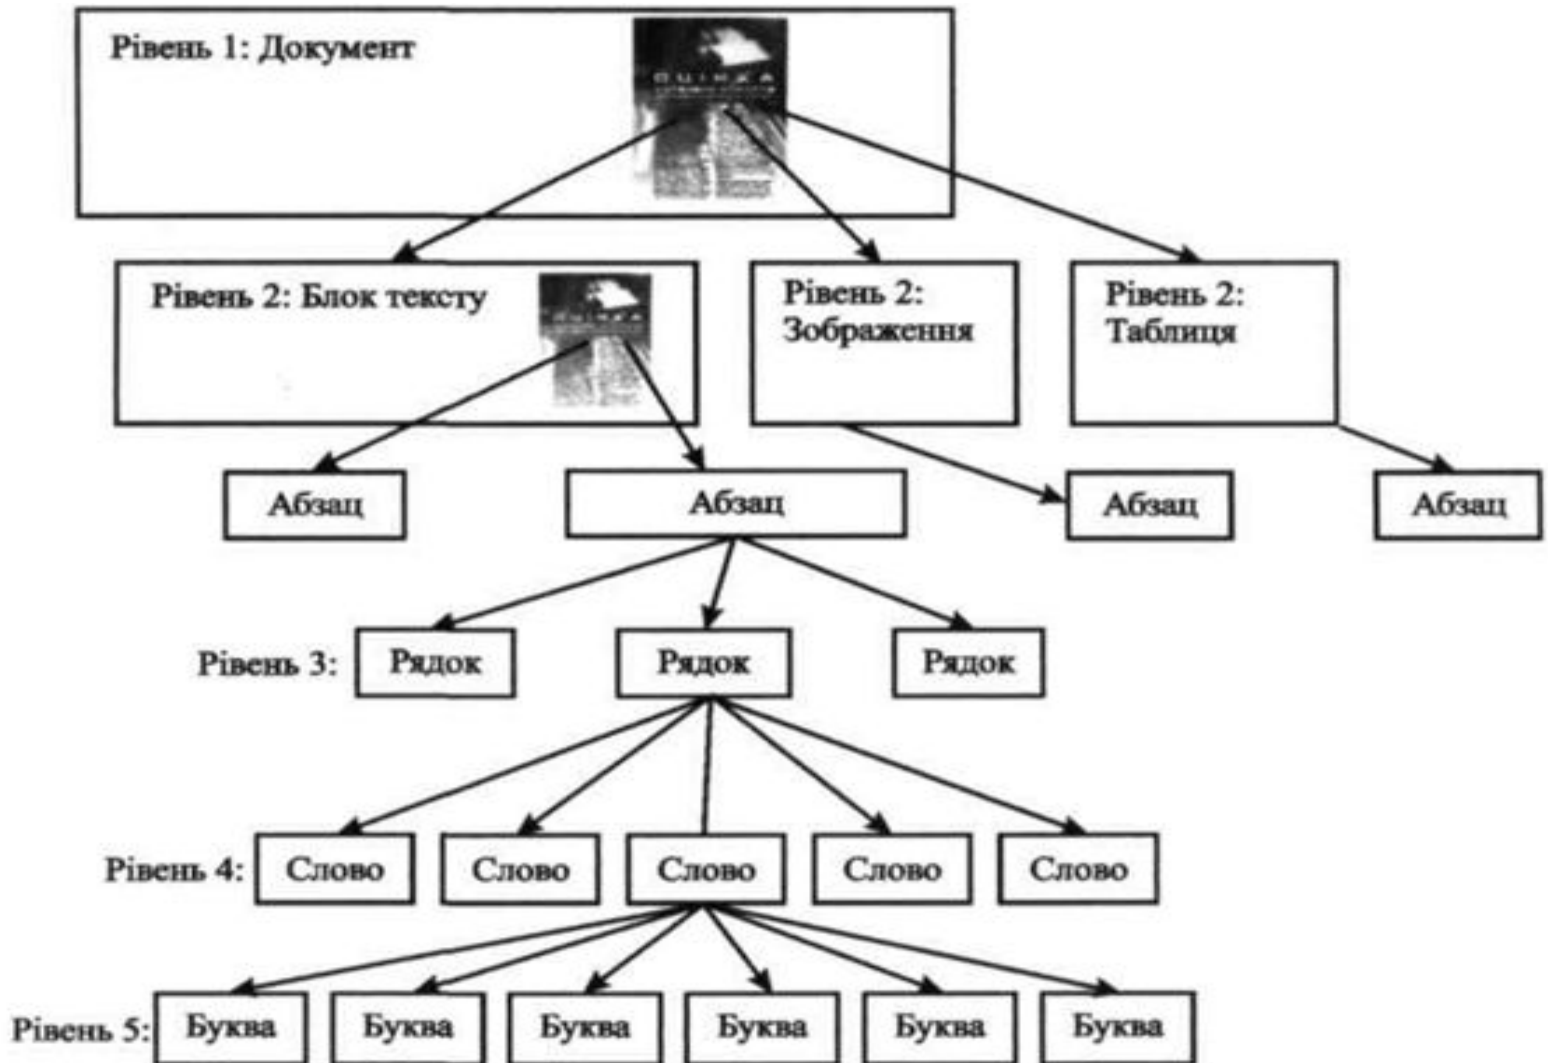 Рівень 1: Документ
ОЦІНКА
Рівень 2: Блок тексту
Рівень 2:
Зображення
Рівень 2:
Таблиця
Абзац
Абзац
Абзац
Абзац
Рівень 3:
Рядок
Рядок
Рядок
Рівень 4:
Слово
Слово
Слово
Слово
Слово
Рівень 5:
Буква
Буква
Буква
Буква
Буква
Буква